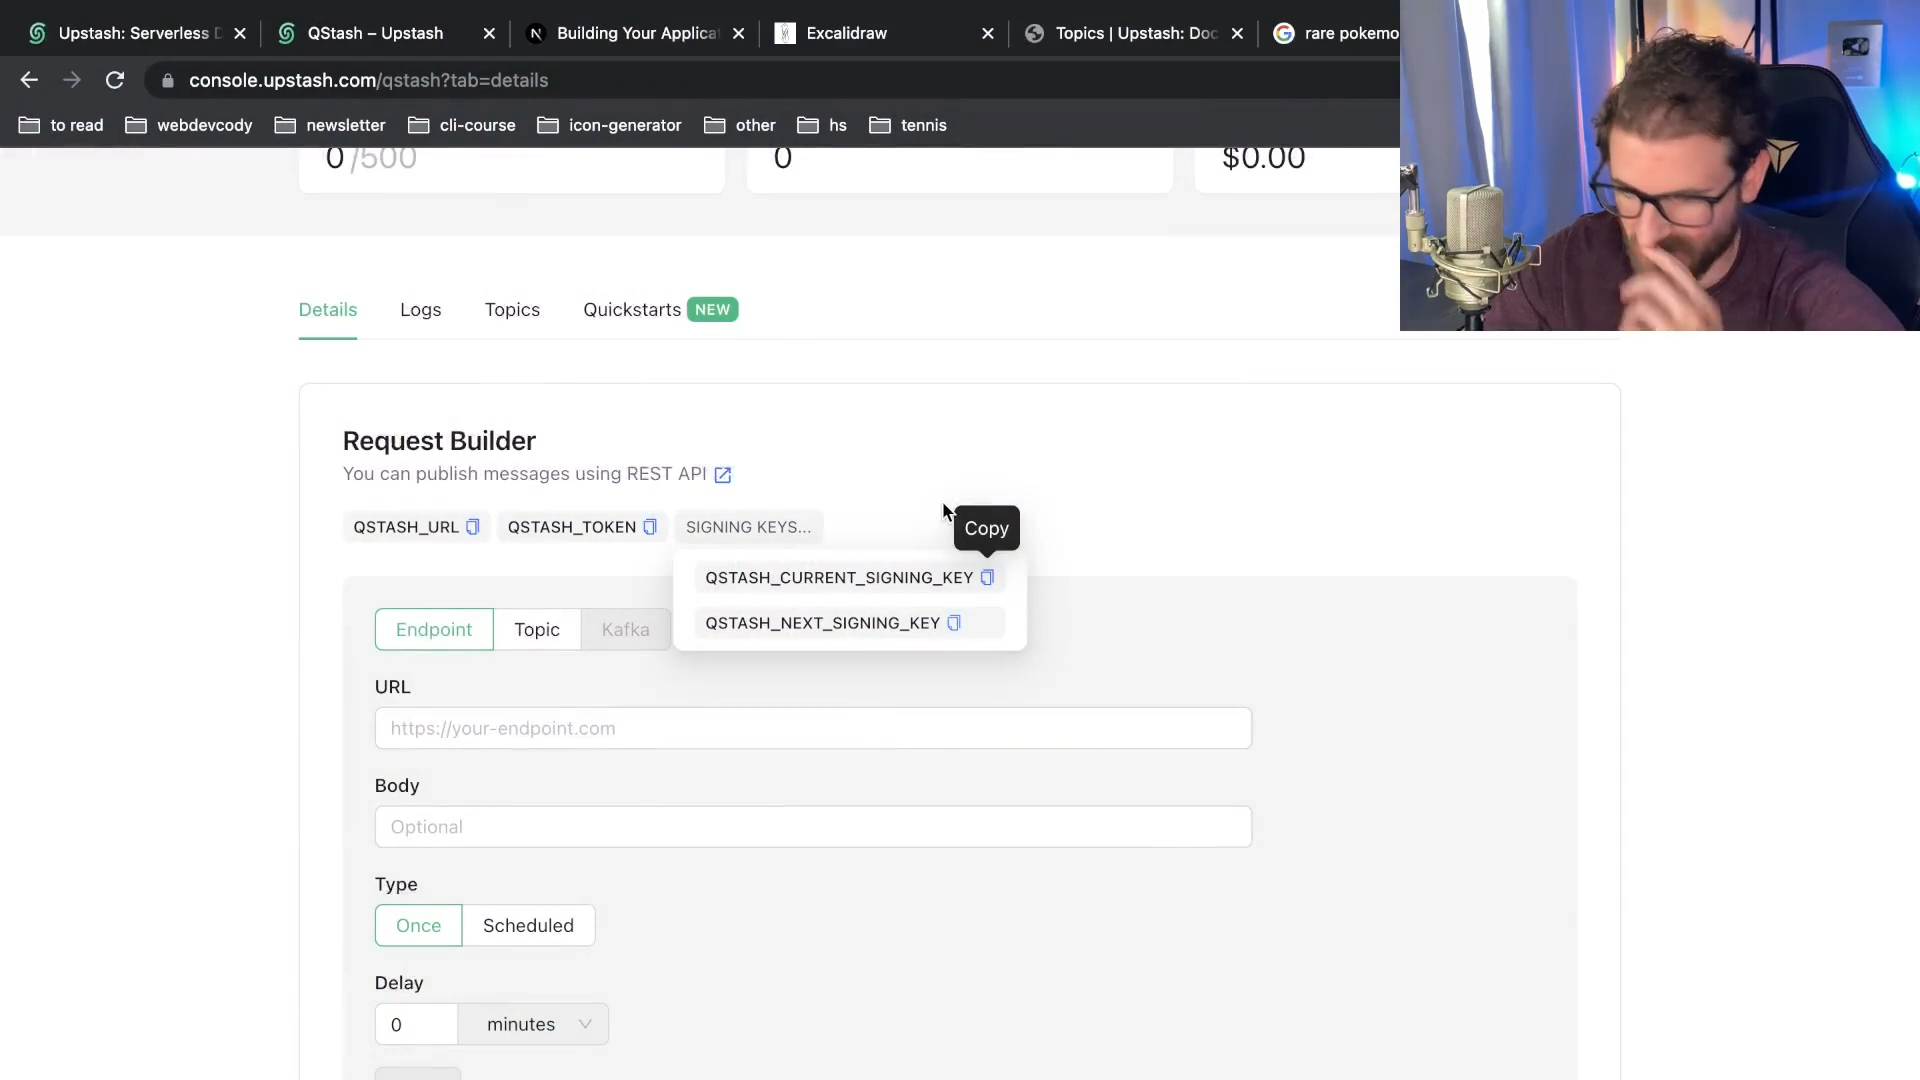 Upstash: Serverless D
QStash – Upstash
Building Your Applica
Excalidraw
Topics | Upstash: Doc
rare pokemo
console.upstash.com/qstash?tab=details
to read
webdevcody
newsletter
cli-course
icon-generator
other
hs
tennis
0 /500
0
$0.00
Details
Logs
Topics
Quickstarts NEW
Request Builder
You can publish messages using REST API
QSTASH_URL
QSTASH_TOKEN
SIGNING KEYS...
Copy
QSTASH_CURRENT_SIGNING_KEY
QSTASH_NEXT_SIGNING_KEY
Endpoint
Topic
Kafka
URL
https://your-endpoint.com
Body
Optional
Type
Once
Scheduled
Delay
0
minutes